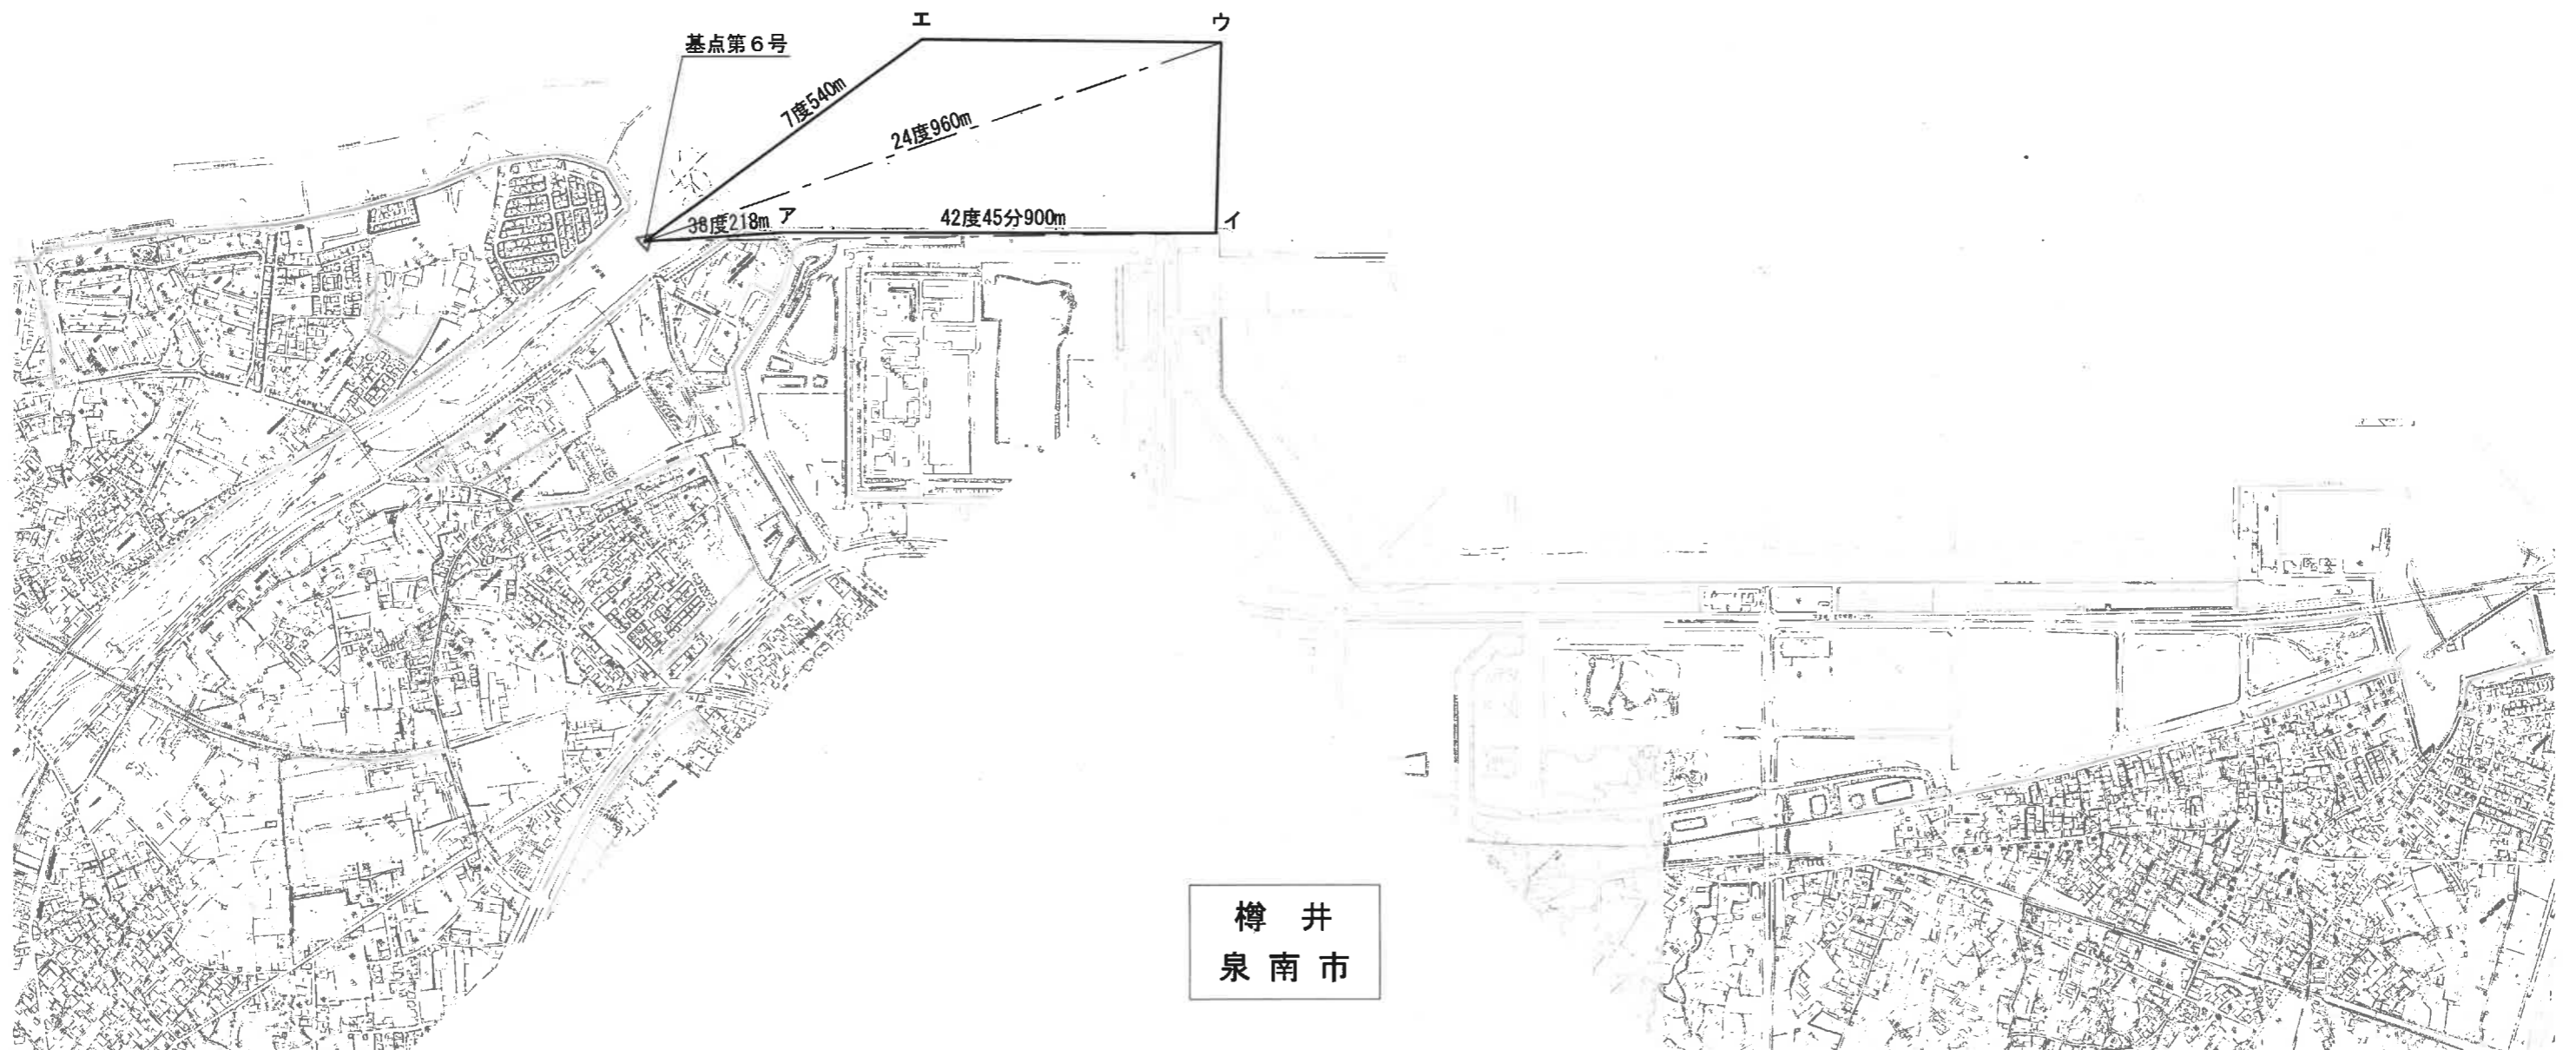 エ
ウ
基点第6号
7度540m
24度960m
38度218m
ア
42度45分900m
イ
樽井
泉南市